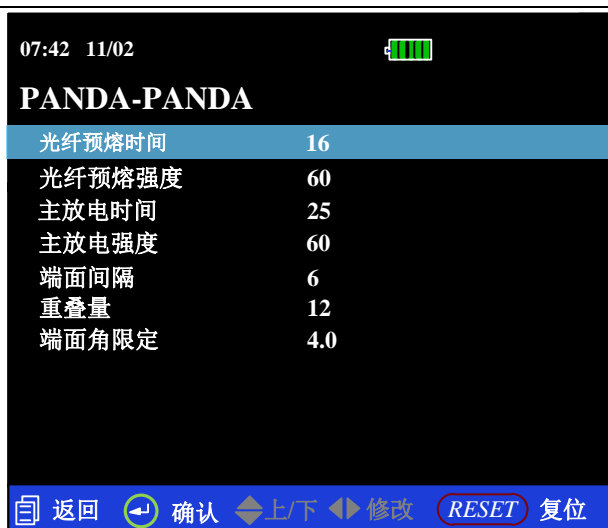 07:42 11/02
PANDA-PANDA
光纤预熔时间 16
光纤预熔强度 60
主放电时间 25
主放电强度 60
端面间隔 6
重叠量 12
端面角限定 4.0
返回 确认 上/下 修改 RESET 复位